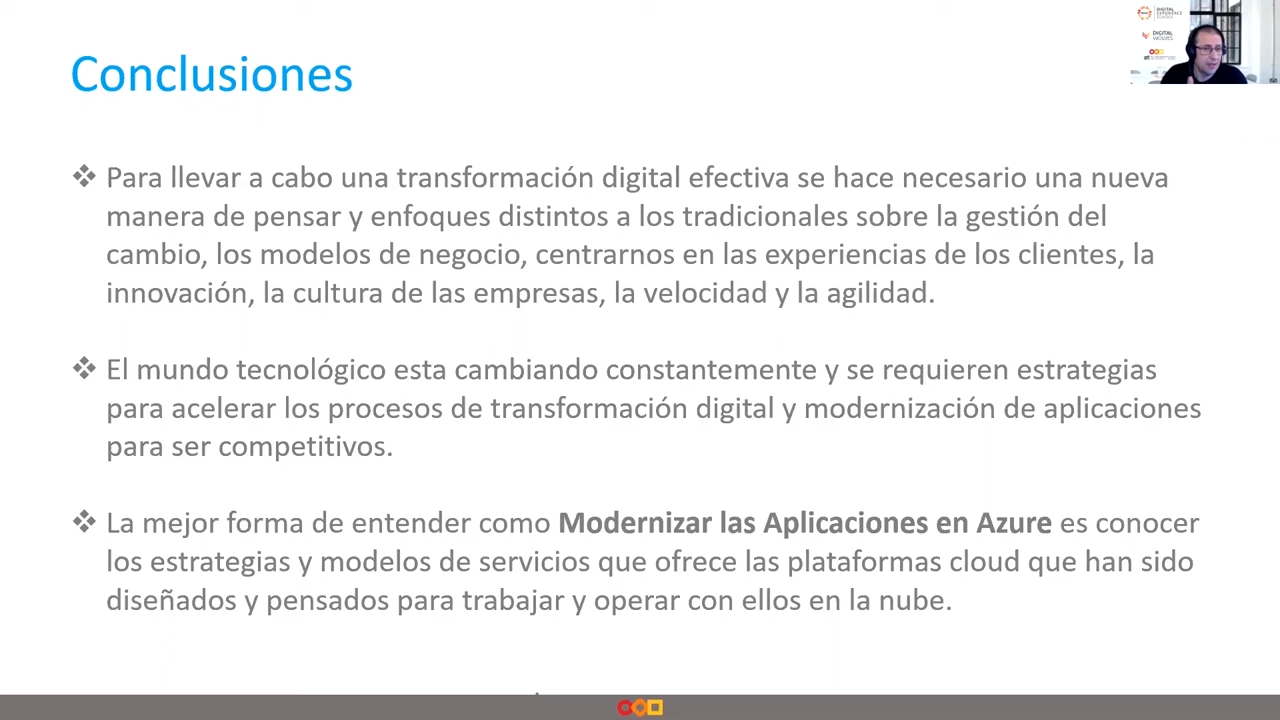 Conclusiones
DIGITAL
EXPERIENCE
SCHOOL
DIGITAL
WOLVES
❖ Para llevar a cabo una transformación digital efectiva se hace necesario una nueva
manera de pensar y enfoques distintos a los tradicionales sobre la gestión del
cambio, los modelos de negocio, centrarnos en las experiencias de los clientes, la
innovación, la cultura de las empresas, la velocidad y la agilidad.
❖ El mundo tecnológico esta cambiando constantemente y se requieren estrategias
para acelerar los procesos de transformación digital y modernización de aplicaciones
para ser competitivos.
❖ La mejor forma de entender como Modernizar las Aplicaciones en Azure es conocer
los estrategias y modelos de servicios que ofrece las plataformas cloud que han sido
diseñados y pensados para trabajar y operar con ellos en la nube.